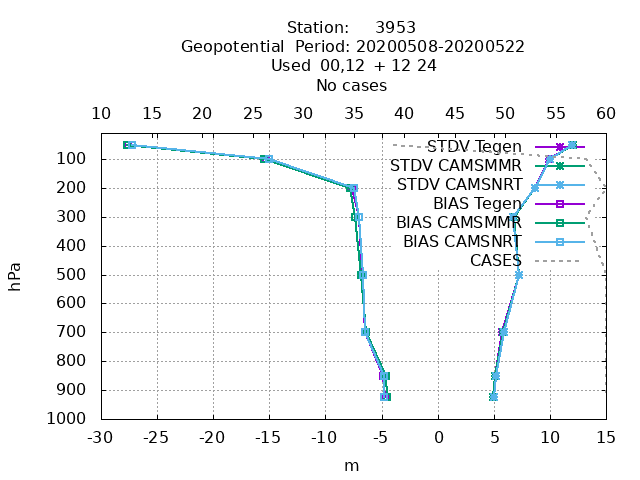 Station: 3953
Geopotential Period: 20200508-20200522
Used 00,12 + 12 24
No cases
10 15 20 25 30 35 40 45 50 55 60
STDV Tegen
100
STDV CAMSMMR
STDV CAMSNRT
200
BIAS Tegen
300
BIAS CAMSMMR
BIAS CAMSNRT
400
CASES
500
hPa
600
700
800
900
1000
-30 -25 -20 -15 -10 -5 0 5 10 15
m